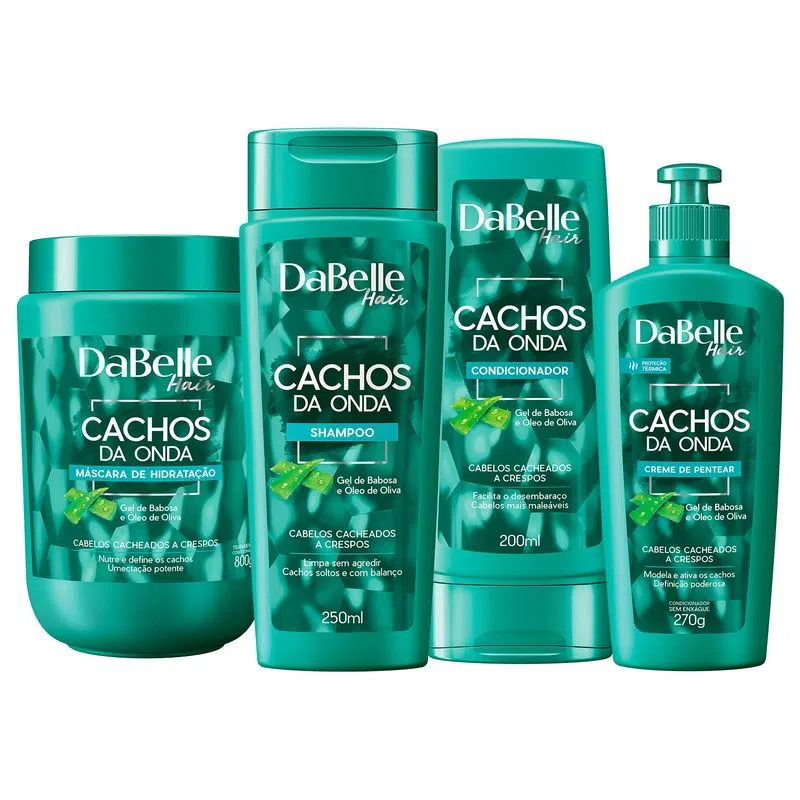 DaBelle
Hair
CACHOS
DA ONDA
MÁSCARA DE HIDRATAÇÃO
Gel de Babosa
e Óleo de Oliva
CABELOS CACHEADOS A CRESPOS
Nutre e define os cachos
Umectação potente
800g
DaBelle
Hair
CACHOS
DA ONDA
SHAMPOO
Gel de Babosa
e Óleo de Oliva
CABELOS CACHEADOS
A CRESPOS
Limpa sem agredir
Cachos soltos e com balanço
250ml
DaBelle
Hair
CACHOS
DA ONDA
CONDICIONADOR
Gel de Babosa
e Óleo de Oliva
CABELOS CACHEADOS
A CRESPOS
Facilita o desembaraço
Cabelos mais maleáveis
200ml
DaBelle
Hair
PROTEÇÃO
TÉRMICA
CACHOS
DA ONDA
CREME DE PENTEAR
Gel de Babosa
e Óleo de Oliva
CABELOS CACHEADOS
A CRESPOS
Modela e ativa os cachos
Definição poderosa
CONDICIONADOR
SEM ENXÁGUE
270g